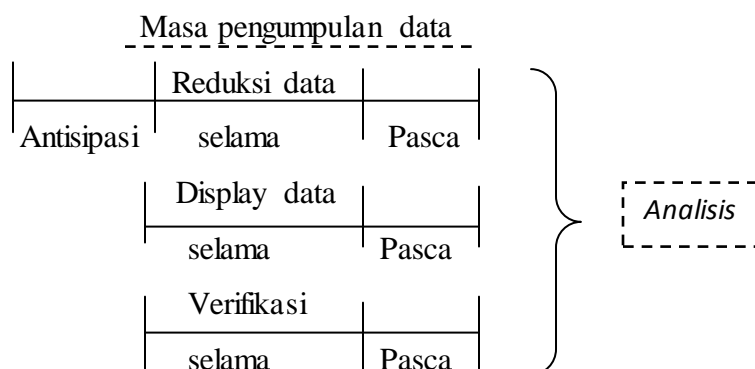 Masa pengumpulan data
Reduksi data
Antisipasi selama Pasca
Display data
Analisis
selama Pasca
Verifikasi
selama Pasca